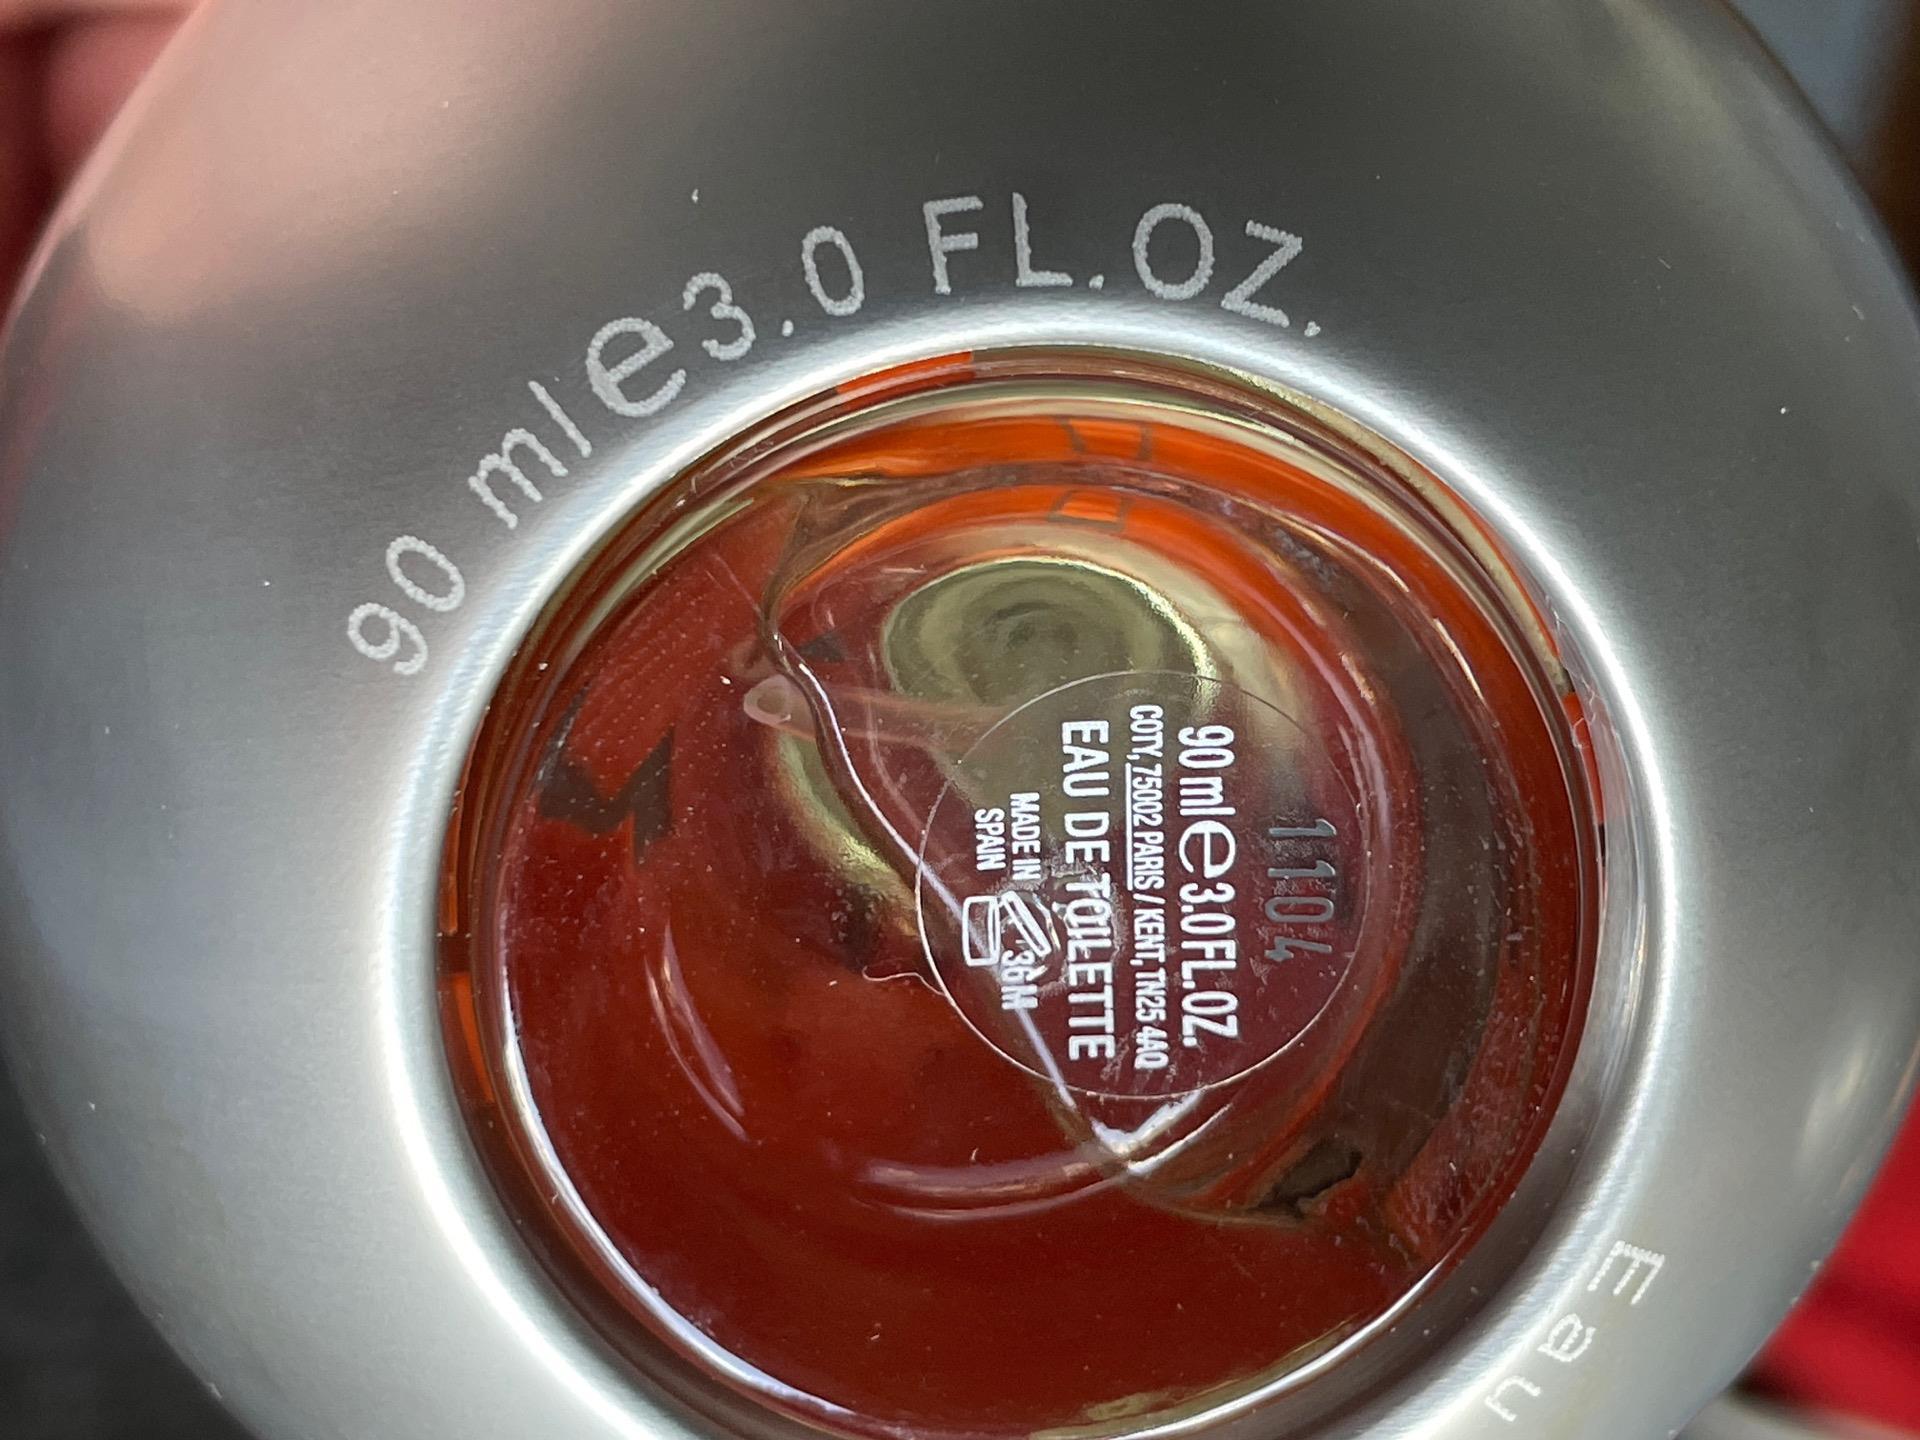 90 ml e 3.0 FL.OZ.
1104
90 ml e 3.0 FL.OZ.
COTY, 75002 PARIS / KENT, TN25 4AQ
EAU DE TOILETTE
MADE IN
SPAIN
36M
Eau